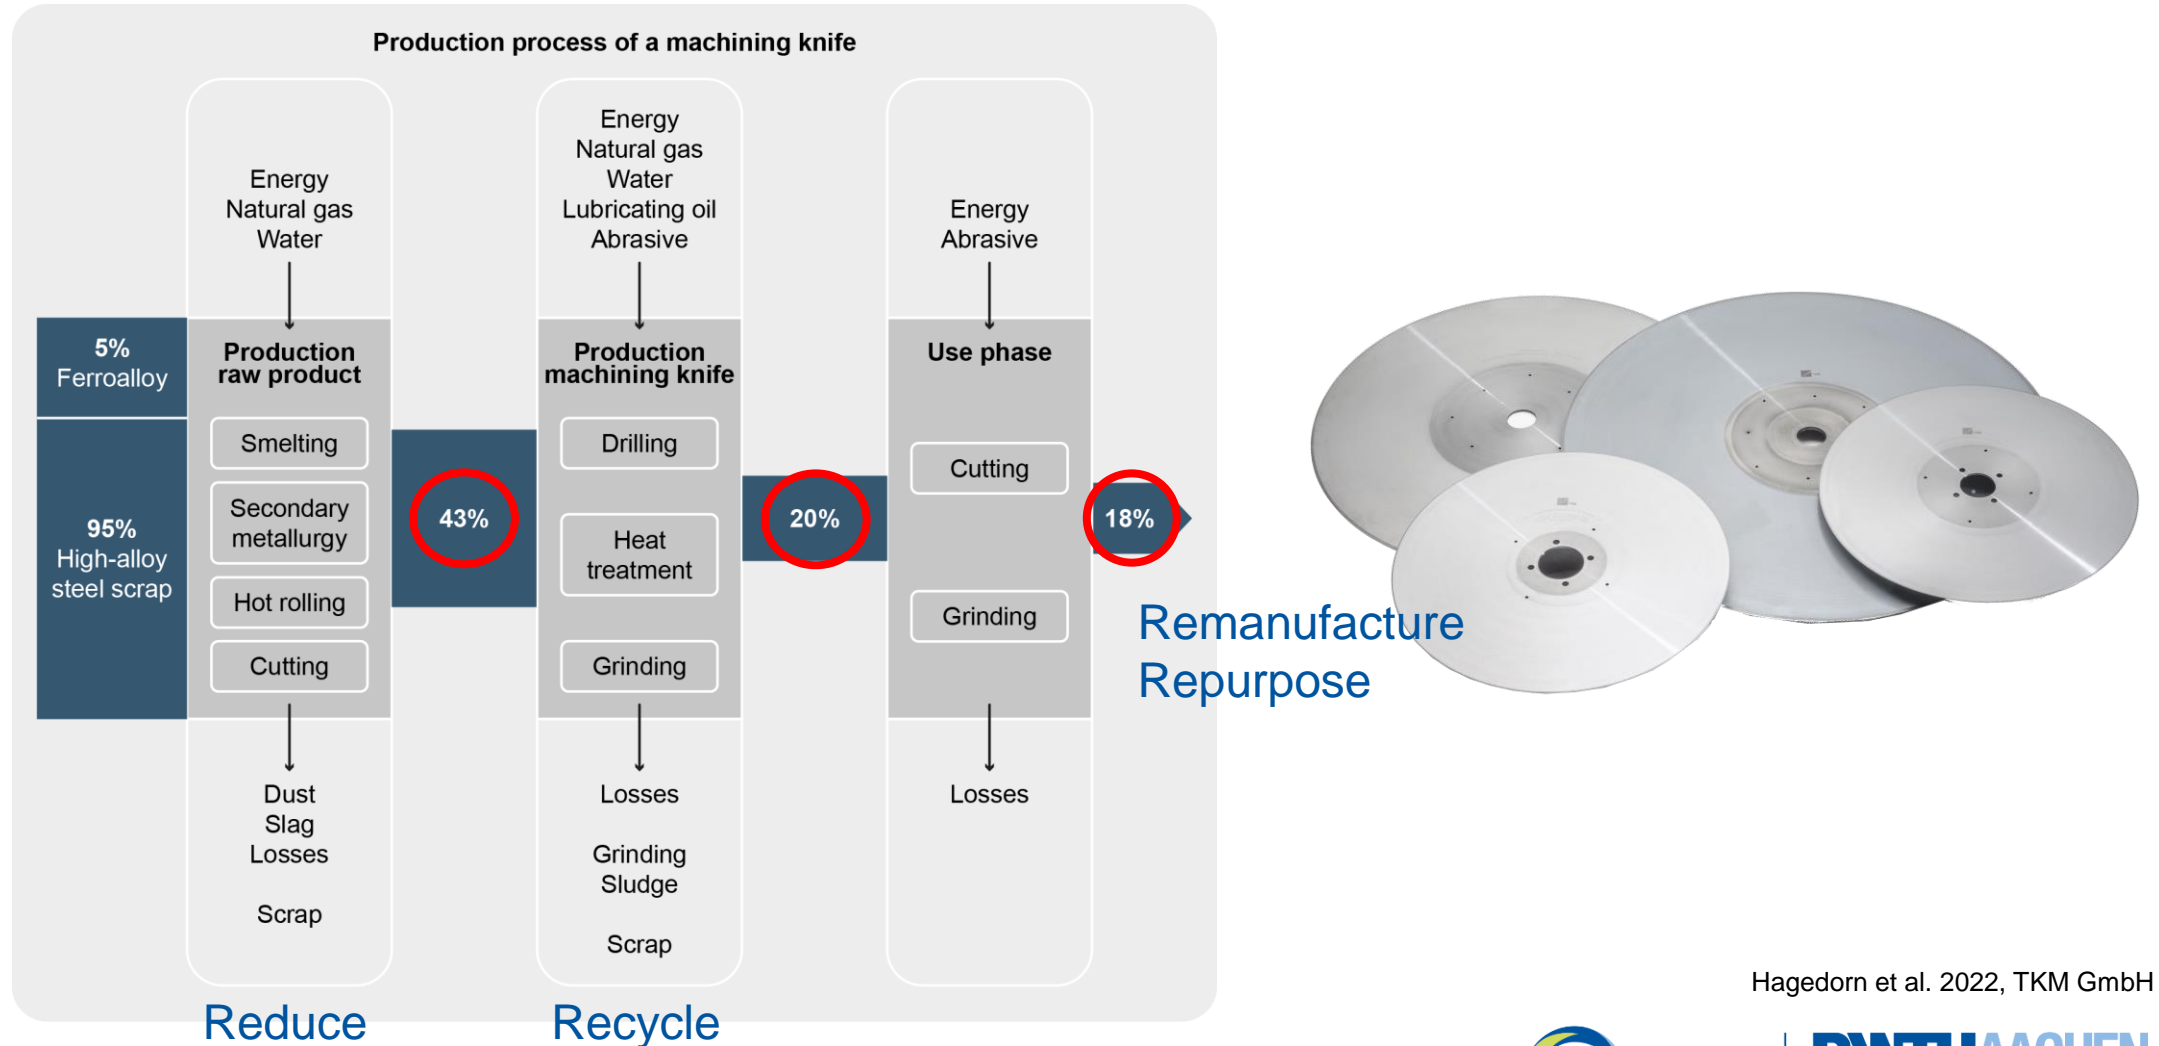 Production process of a machining knife
Energy
Natural gas
Water
Energy
Natural gas
Water
Lubricating oil
Abrasive
Energy
Abrasive
5%
Ferroalloy
95%
High-alloy
steel scrap
Production
raw product
Smelting
Secondary
metallurgy
Hot rolling
Cutting
43%
Production
machining knife
Drilling
Heat
treatment
Grinding
20%
Use phase
Cutting
Grinding
18%
Remanufacture
Repurpose
Dust
Slag
Losses
Scrap
Losses
Grinding
Sludge
Scrap
Losses
Reduce
Recycle
Hagedorn et al. 2022, TKM GmbH
RWTHAACHEN